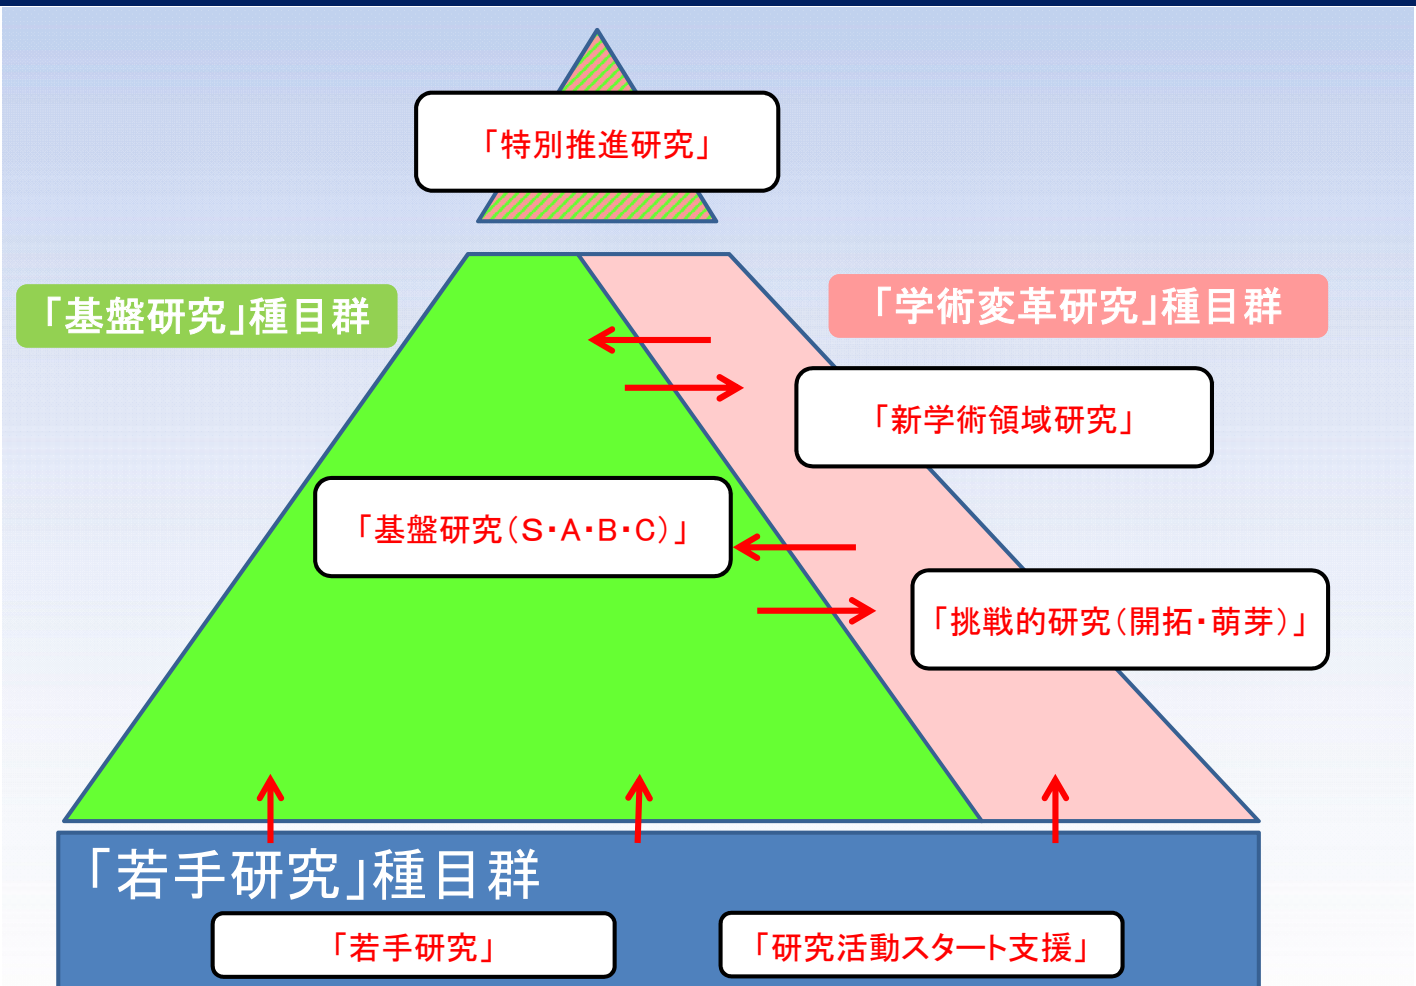 「特別推進研究」
「基盤研究」種目群
「学術変革研究」種目群
「新学術領域研究」
「基盤研究(S・A・B・C)」
「挑戦的研究(開拓・萌芽)」
「若手研究」種目群
「若手研究」
「研究活動スタート支援」